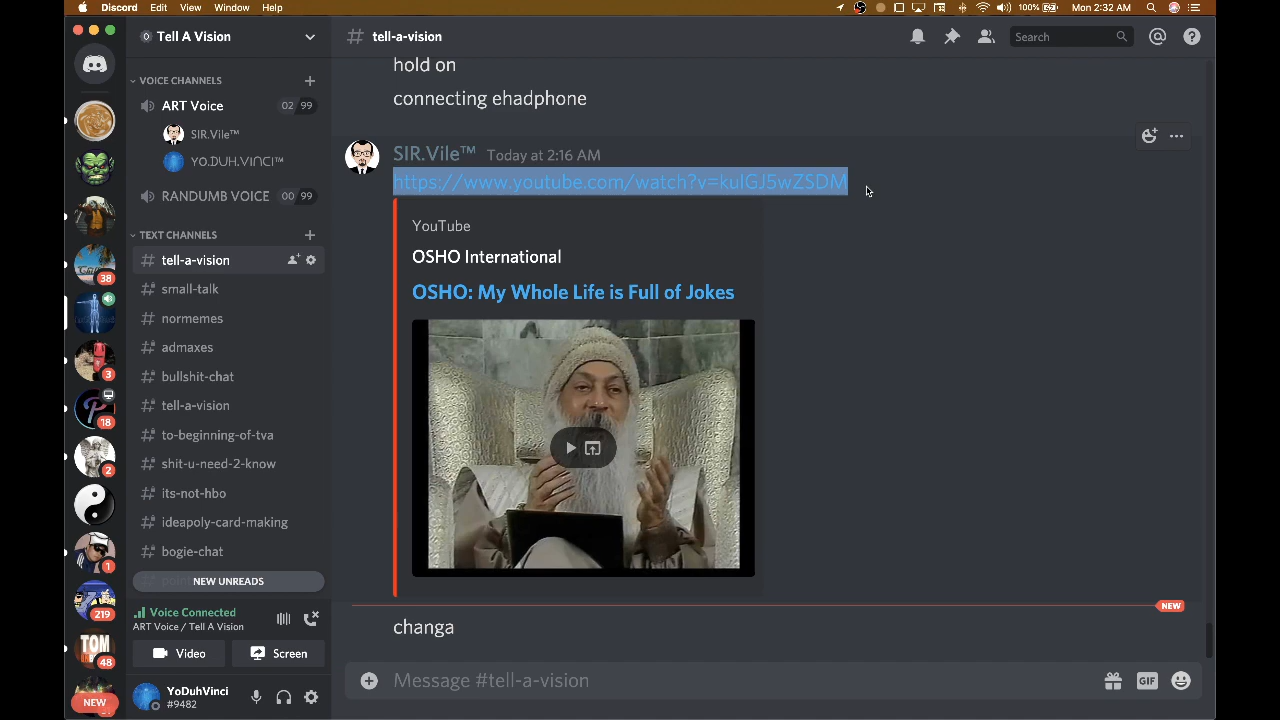 Discord Edit View Window Help 100% Mon 2:32 AM
Tell A Vision
# tell-a-vision
Search
VOICE CHANNELS
ART Voice 02 99
SIR.Vile™
YO.DUH.VINCI™
RANDUMB VOICE 00 99
TEXT CHANNELS
tell-a-vision
small-talk
normemes
admaxes
bullshit-chat
tell-a-vision
to-beginning-of-tva
shit-u-need-2-know
its-not-hbo
ideapoly-card-making
bogie-chat
NEW UNREADS
38
3
18
2
1
219
TOM
48
NEW
Voice Connected
ART Voice / Tell A Vision
Video
Screen
YoDuhVinci
#9482
hold on
connecting ehadphone
SIR.Vile™ Today at 2:16 AM
https://www.youtube.com/watch?v=kulGJ5wZSDM
YouTube
OSHO International
OSHO: My Whole Life is Full of Jokes
NEW
changa
Message #tell-a-vision
GIF